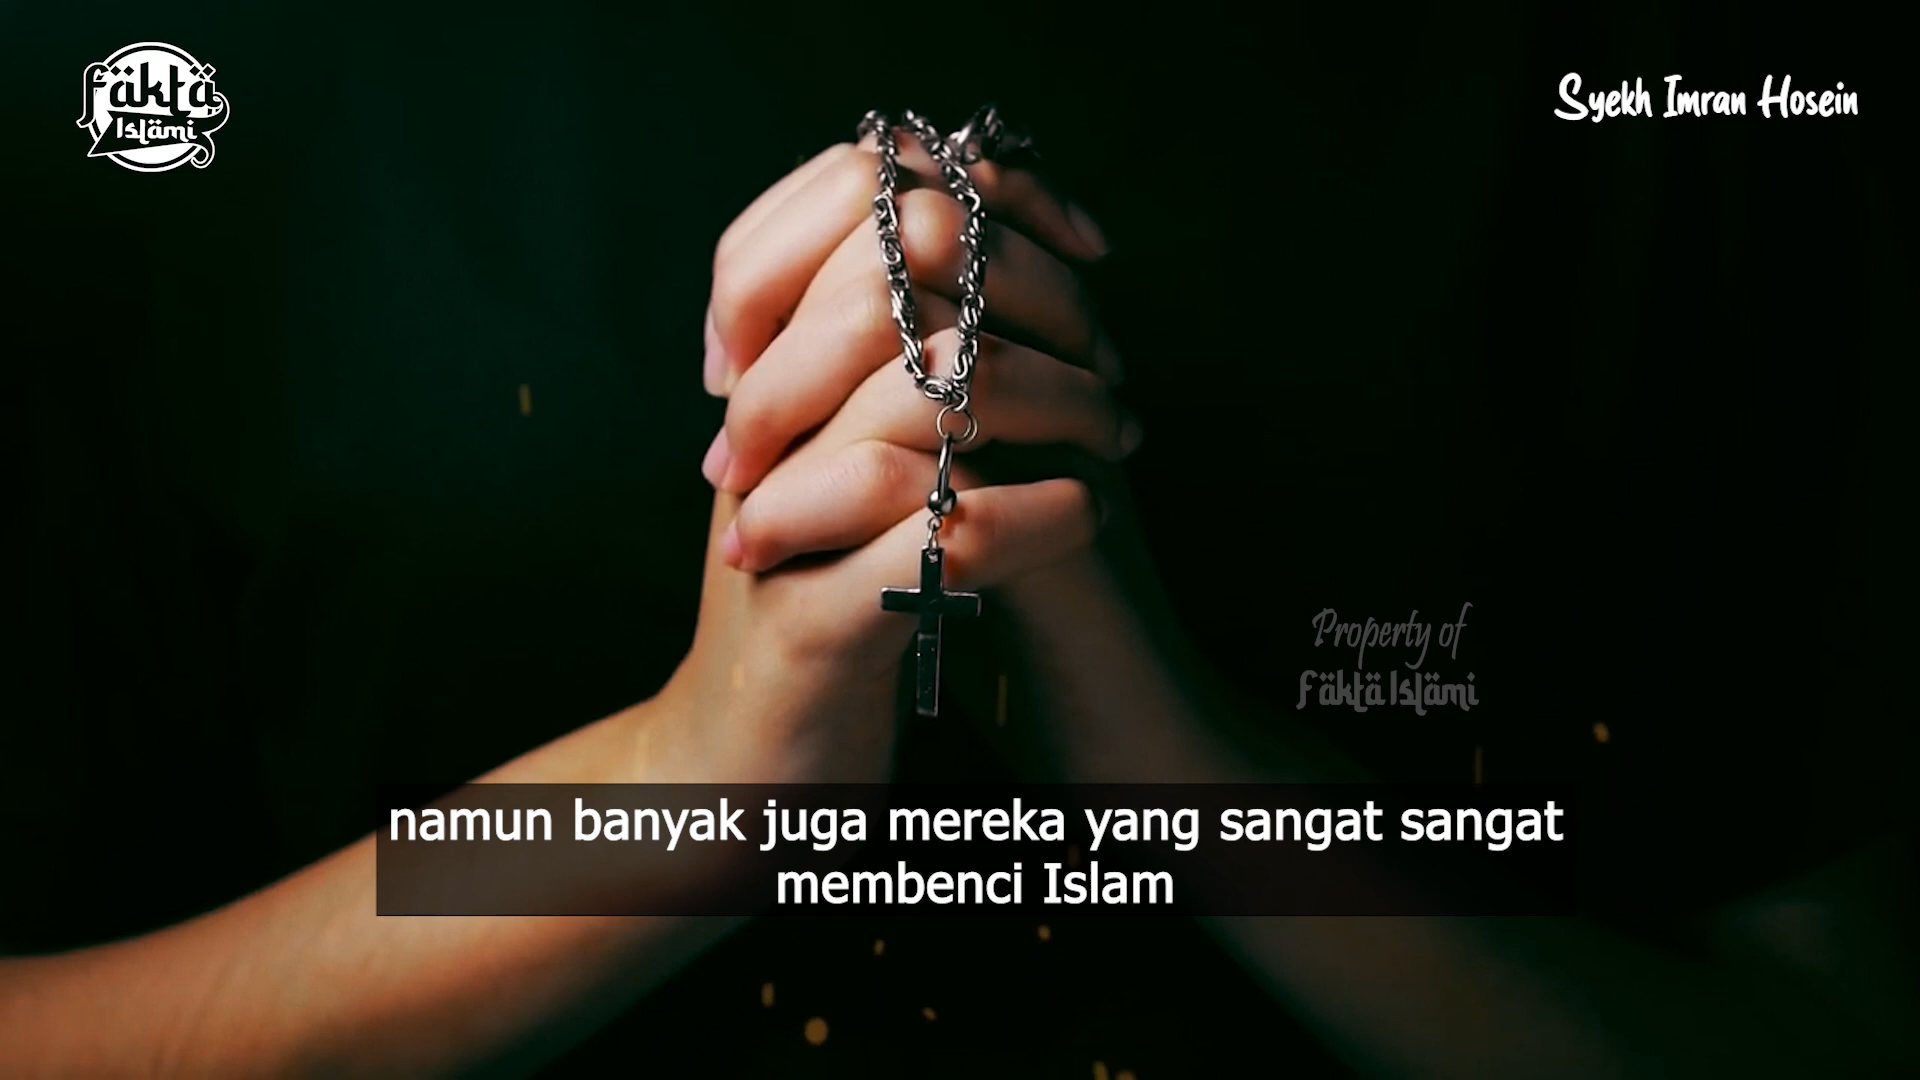 fäktä
Islämi
Syekh Imran Hosein
Property of
fäktä Islämi
namun banyak juga mereka yang sangat sangat
membenci Islam